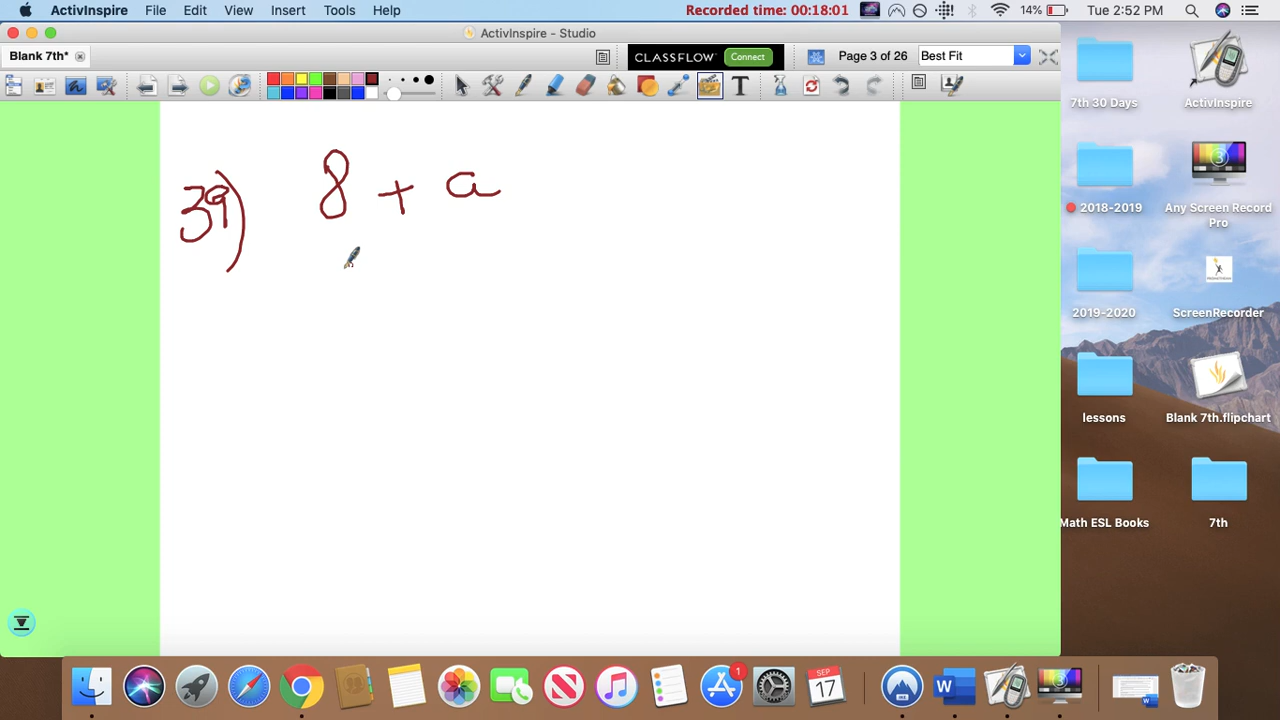 ActivInspire File Edit View Insert Tools Help Recorded time: 00:18:01 14% Tue 2:52 PM
ActivInspire - Studio
Blank 7th* CLASSFLOW Connect Page 3 of 26 Best Fit
39) 8 + a
7th 30 Days ActivInspire
2018-2019 Any Screen Record Pro
2019-2020 ScreenRecorder
lessons Blank 7th.flipchart
Math ESL Books 7th
1
SEP
17
W